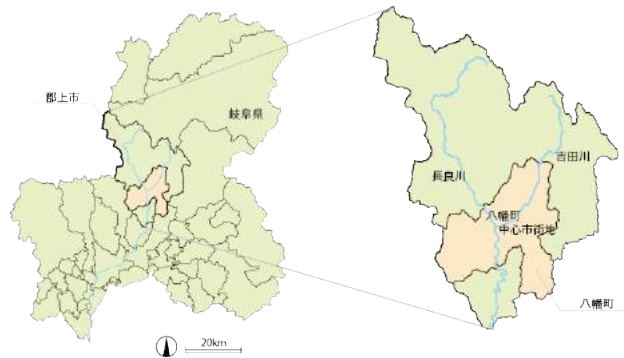 郡上市
岐阜県
吉田川
長良川
八幡町
中心市街地
八幡町
20km